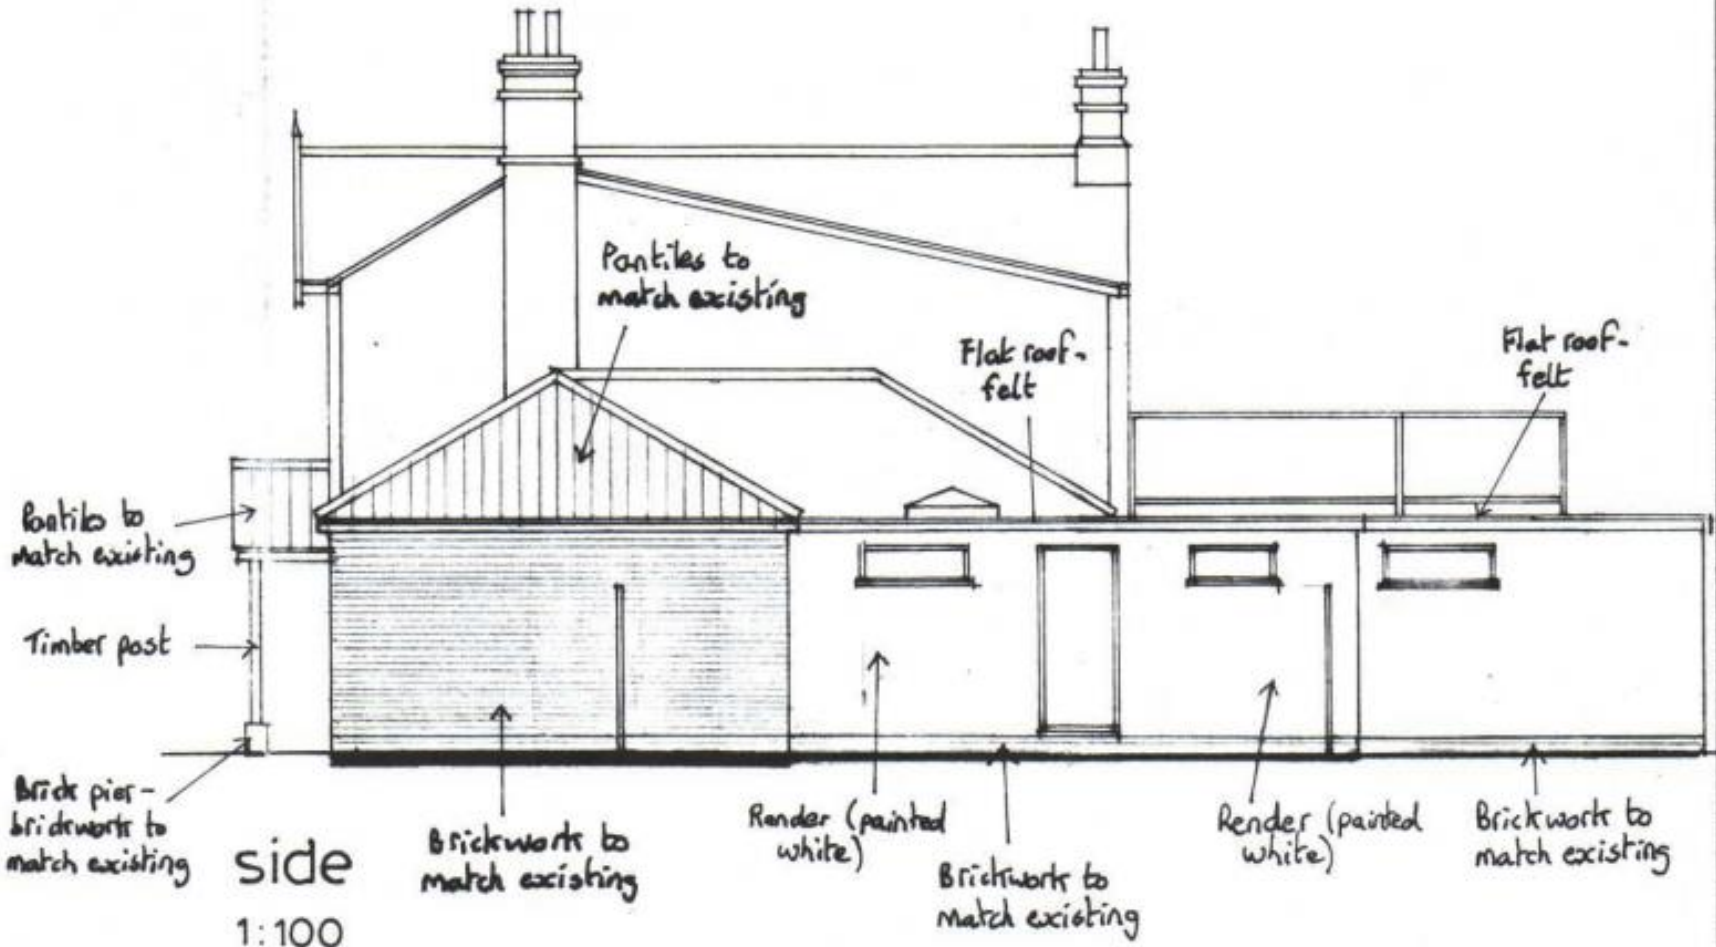 Pantiles to
match existing
Flat roof-
felt
Flat roof-
felt
Pantiles to
match existing
Timber post
Brick pier-
brickwork to
match existing
side
1:100
Brickwork to
match existing
Render (painted
white)
Brickwork to
match existing
Render (painted
white)
Brickwork to
match existing